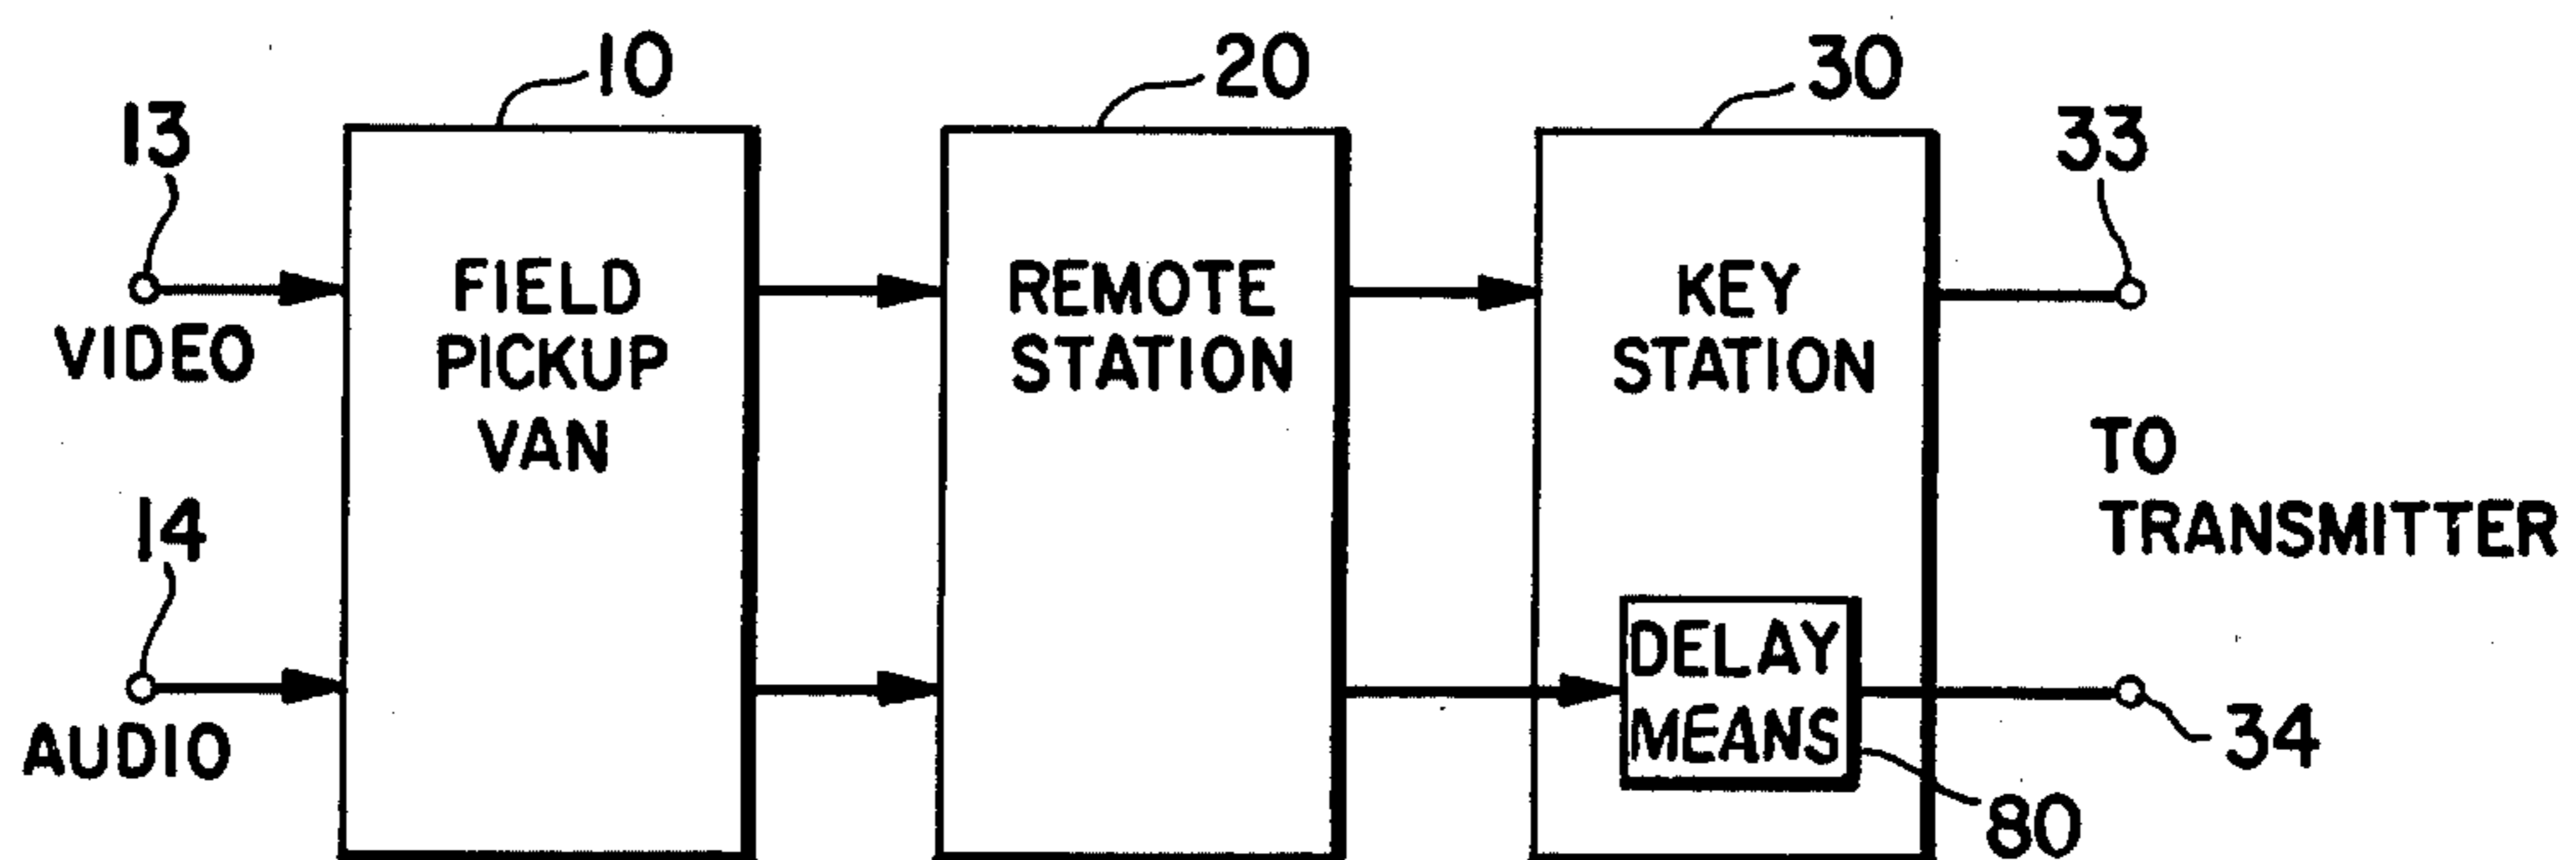 10
20
30
13
33
VIDEO
FIELD
PICKUP
VAN
REMOTE
STATION
KEY
STATION
TO
TRANSMITTER
14
AUDIO
DELAY
MEANS
34
80